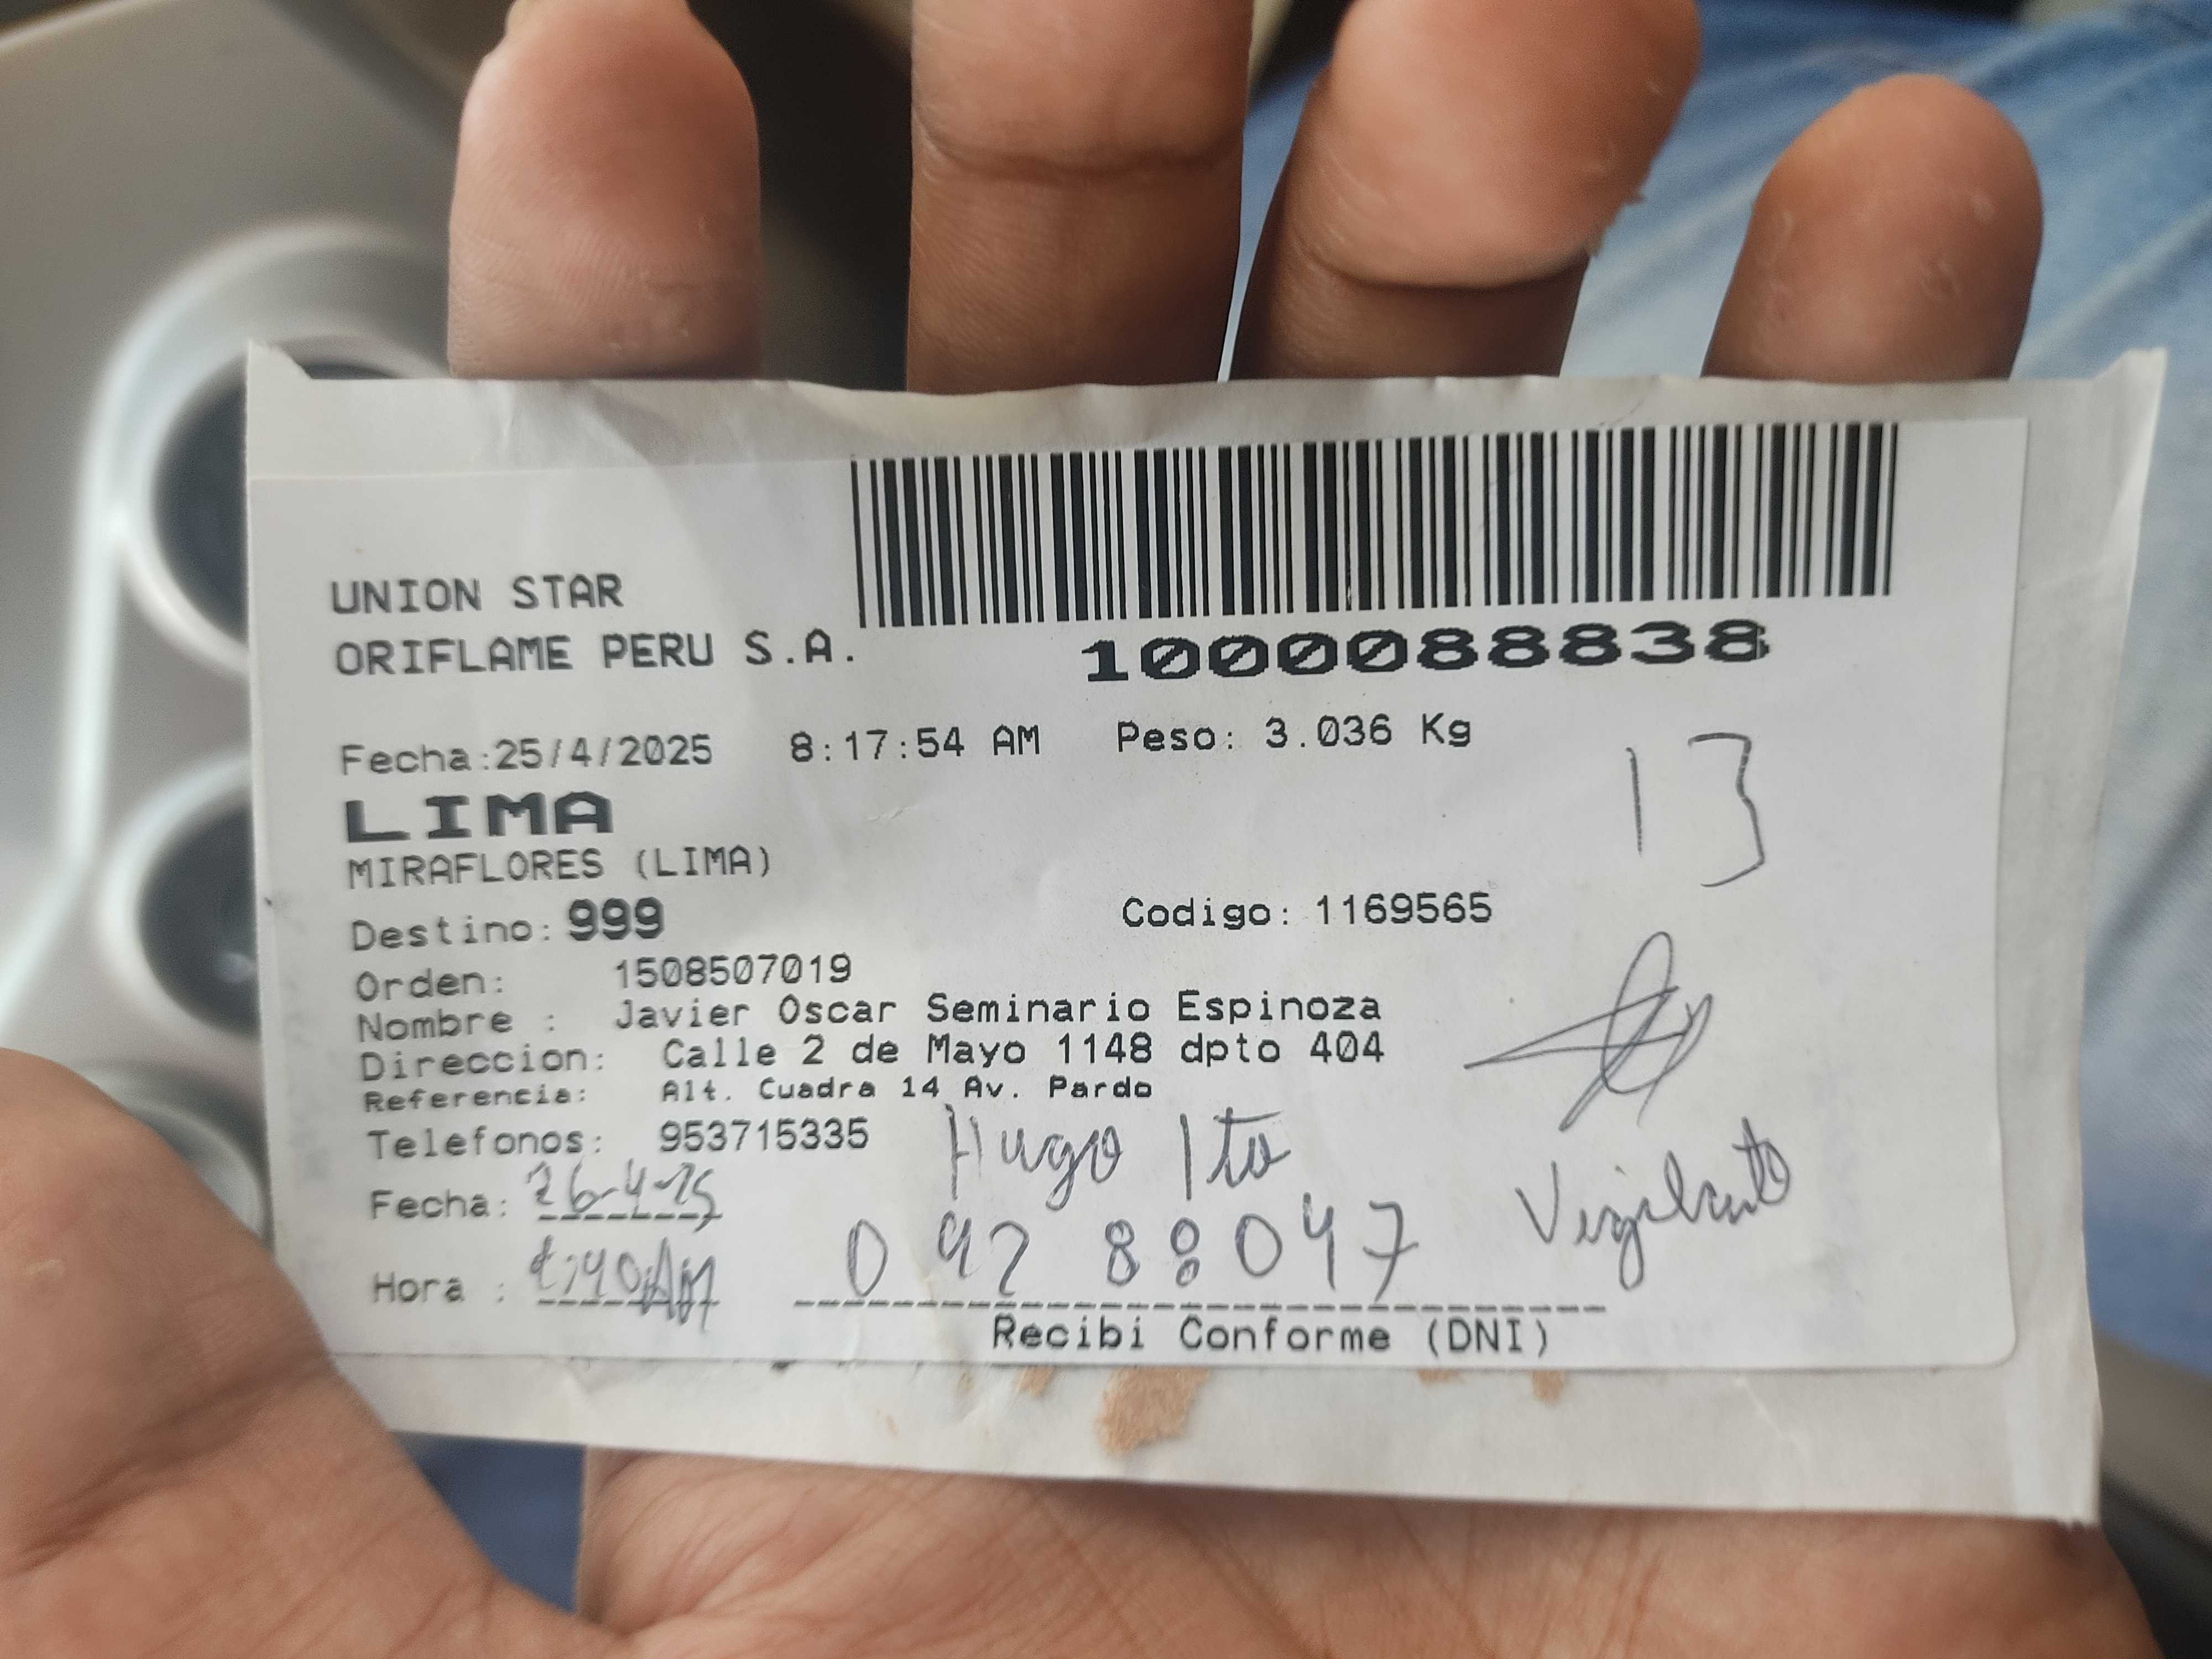 UNION STAR
ORIFLAME PERU S.A.
1000088838
Fecha:25/4/2025 8:17:54 AM Peso: 3.036 Kg
13
LIMA
MIRAFLORES (LIMA)
Destino: 999 Codigo: 1169565
Orden: 1508507019
Nombre : Javier Oscar Seminario Espinoza
Direccion: Calle 2 de Mayo 1148 dpto 404
Referencia: Alt. Cuadra 14 Av. Pardo
Telefonos: 953715335 Hugo Ito
Fecha: 26-4-25
Hora : 09288047
Recibi Conforme (DNI)